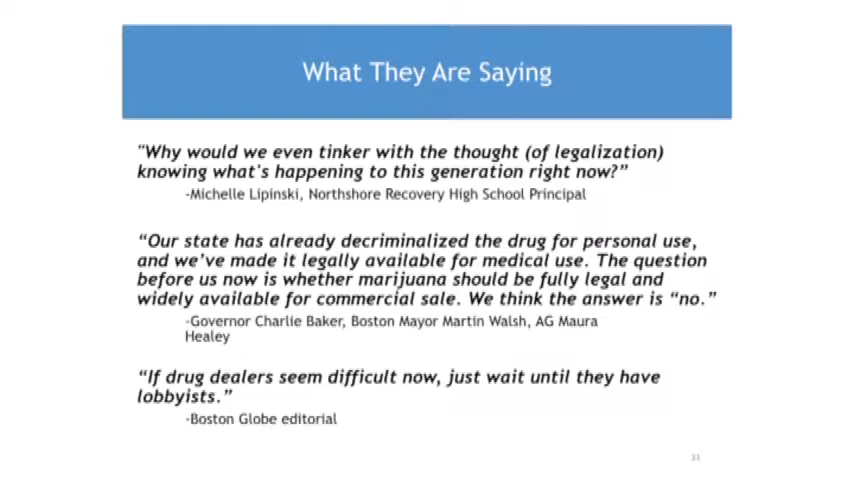 What They Are Saying
"Why would we even tinker with the thought (of legalization)
knowing what's happening to this generation right now?”
-Michelle Lipinski, Northshore Recovery High School Principal
“Our state has already decriminalized the drug for personal use,
and we’ve made it legally available for medical use. The question
before us now is whether marijuana should be fully legal and
widely available for commercial sale. We think the answer is “no.”
-Governor Charlie Baker, Boston Mayor Martin Walsh, AG Maura
Healey
“If drug dealers seem difficult now, just wait until they have
lobbyists.”
-Boston Globe editorial